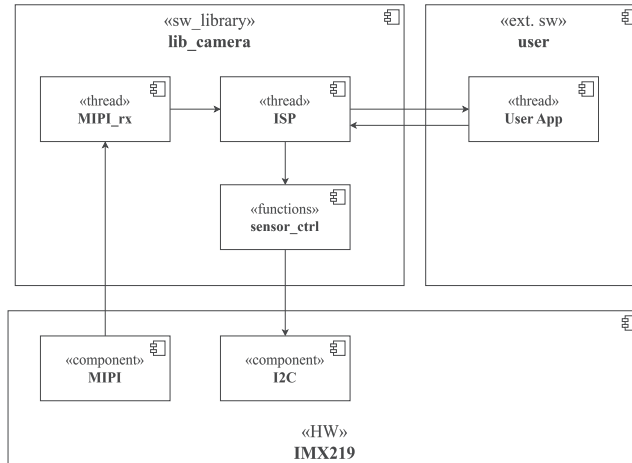 «sw_library»
lib_camera
«ext. sw»
user
«thread»
MIPI_rx
«thread»
ISP
«thread»
User App
«functions»
sensor_ctrl
«component»
MIPI
«component»
I2C
«HW»
IMX219